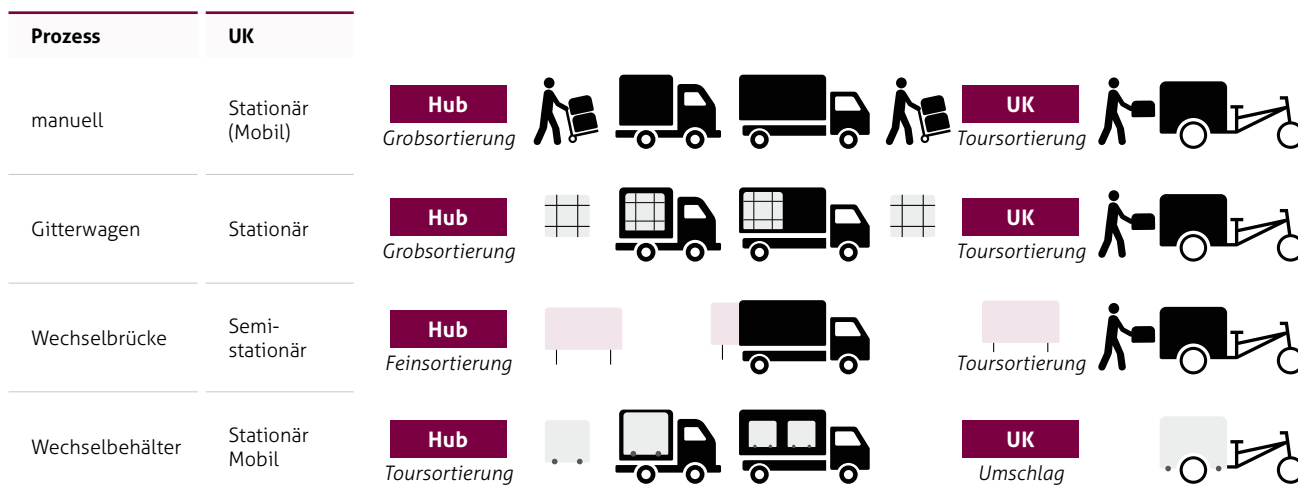 Prozess UK
manuell Stationär
(Mobil) Hub UK
Grobsortierung Toursortierung
Gitterwagen Stationär Hub UK
Grobsortierung Toursortierung
Wechselbrücke Semi-
stationär Hub
Feinsortierung Toursortierung
Wechselbehälter Stationär
Mobil Hub UK
Toursortierung Umschlag